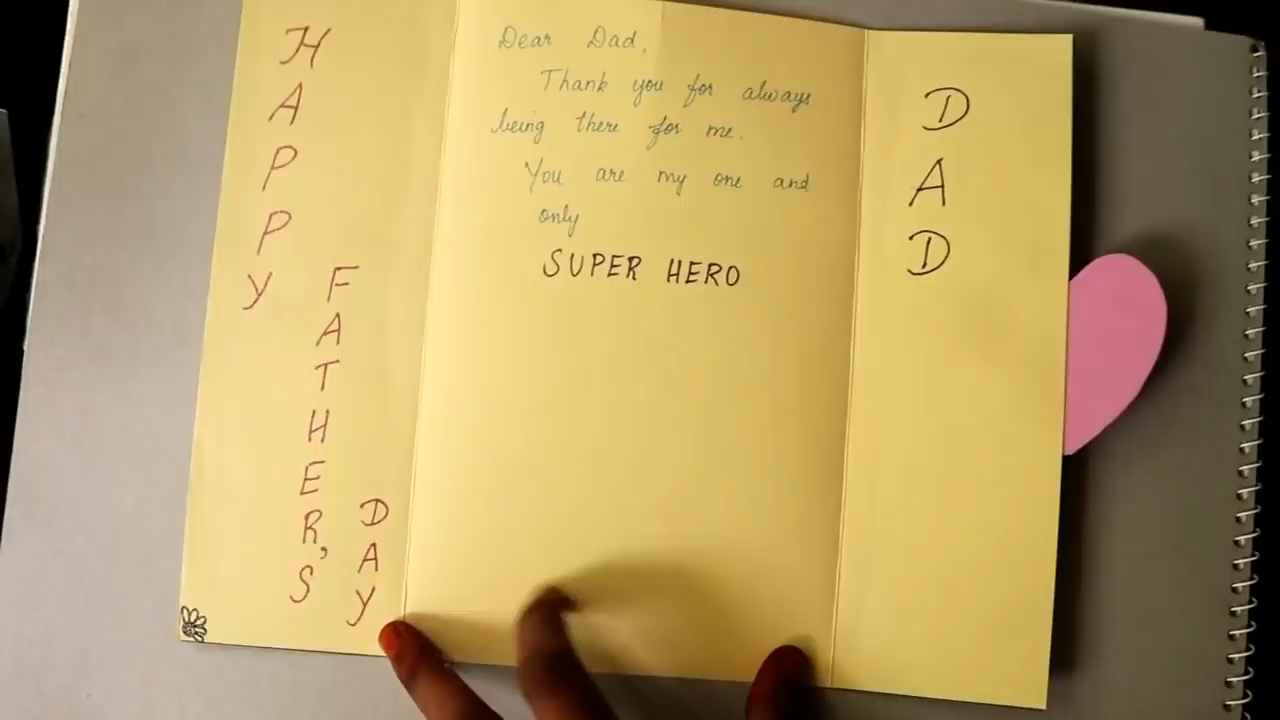 HAPPY
FATHER'S
DAY
Dear Dad,
Thank you for always
being there for me.
You are my one and
only
SUPER HERO
DAD